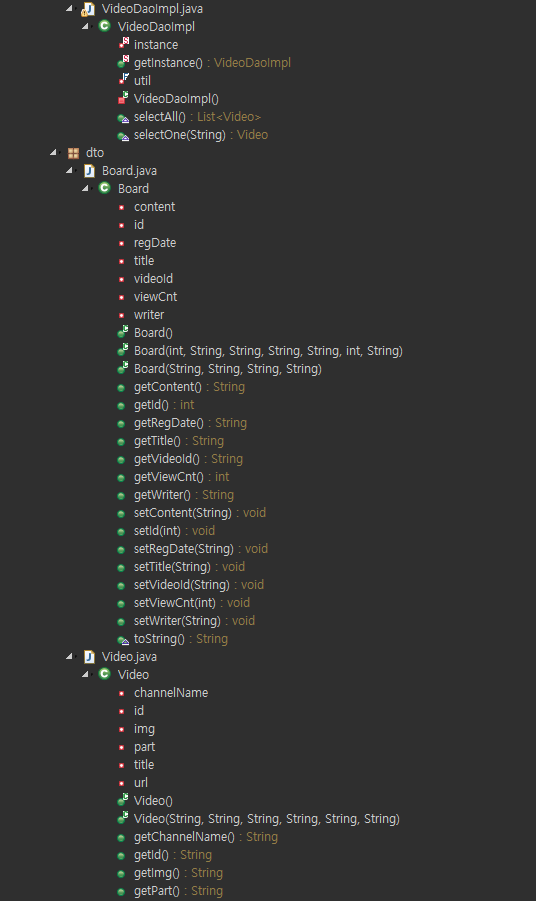 VideoDaoImpl.java
VideoDaoImpl
instance
getInstance() : VideoDaoImpl
util
VideoDaoImpl()
selectAll() : List<Video>
selectOne(String) : Video
dto
Board.java
Board
content
id
regDate
title
videoId
viewCnt
writer
Board()
Board(int, String, String, String, String, int, String)
Board(String, String, String, String)
getContent() : String
getId() : int
getRegDate() : String
getTitle() : String
getVideoId() : String
getViewCnt() : int
getWriter() : String
setContent(String) : void
setId(int) : void
setRegDate(String) : void
setTitle(String) : void
setVideoId(String) : void
setViewCnt(int) : void
setWriter(String) : void
toString() : String
Video.java
Video
channelName
id
img
part
title
url
Video()
Video(String, String, String, String, String, String)
getChannelName() : String
getId() : String
getImg() : String
getPart() : String